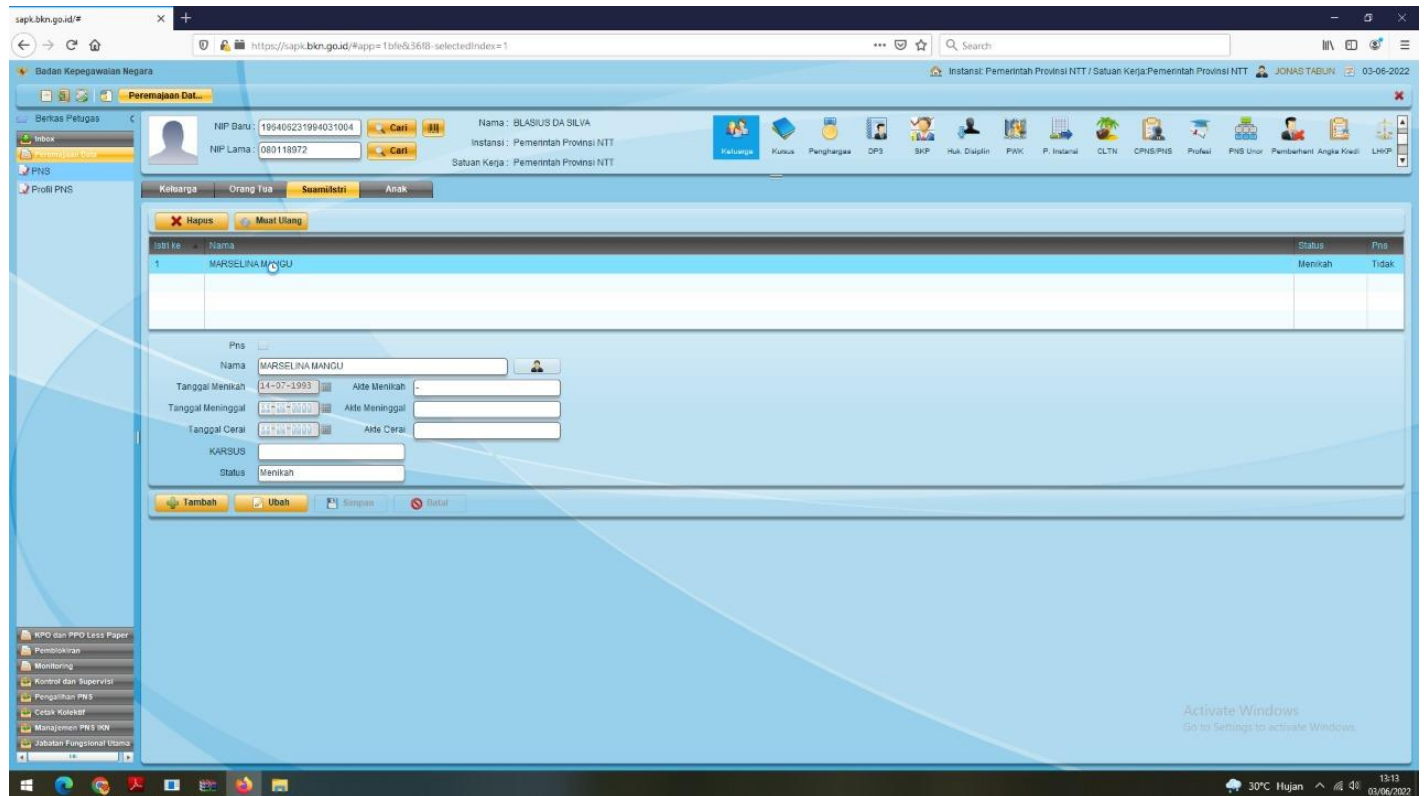 sapk.bkn.go.id/#
https://sapk.bkn.go.id/#app=1bfe&36f8-selectedIndex=1
Search
Badan Kepegawaian Negara
Instansi: Pemerintah Provinsi NTT / Satuan Kerja:Pemerintah Provinsi NTT JONAS TABUN 03-06-2022
Peremajaan Dat...
Berkas Petugas
Inbox
Peremajaan Data
PNS
Profil PNS
NIP Baru : 196406231994031004 Cari
NIP Lama : 080118972 Cari
Nama : BLASIUS DA SILVA
Instansi : Pemerintah Provinsi NTT
Satuan Kerja : Pemerintah Provinsi NTT
Keluarga Kursus Penghargaa DP3 SKP Huk. Disiplin PWK P. Instansi CLTN CPNS/PNS Profesi PNS Unor Pemberhent Angka Kredi LHKP
Keluarga Orang Tua Suami/Istri Anak
Hapus Muat Ulang
Istri ke Nama Status Pns
1 MARSELINA MANGU Menikah Tidak
Pns
Nama MARSELINA MANGU
Tanggal Menikah 14-07-1993 Akte Menikah -
Tanggal Meninggal Akte Meninggal
Tanggal Cerai Akte Cerai
KARSUS
Status Menikah
Tambah Ubah Simpan Batal
KPO dan PPO Less Paper
Pemblokiran
Monitoring
Kontrol dan Supervisi
Pengalihan PNS
Cetak Kolektif
Manajemen PNS IKN
Jabatan Fungsional Utama
Activate Windows
Go to Settings to activate Windows.
30°C Hujan
13:13
03/06/2022